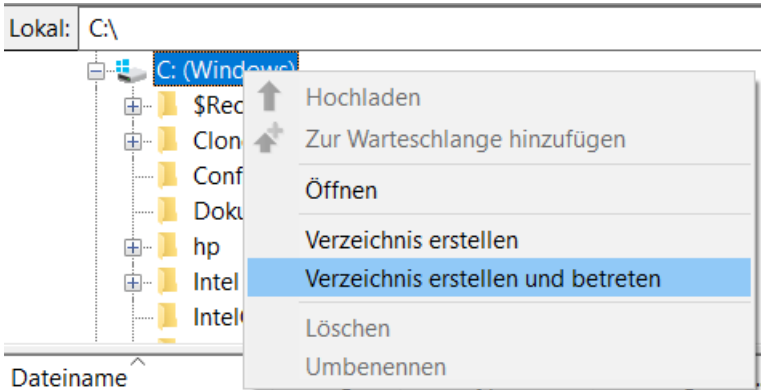 Lokal: C:\
C: (Windows)
$Rec
Hochladen
Clon
Zur Warteschlange hinzufügen
Conf
Öffnen
Doku
hp
Verzeichnis erstellen
Intel
Verzeichnis erstellen und betreten
Intel
Löschen
Umbenennen
Dateiname